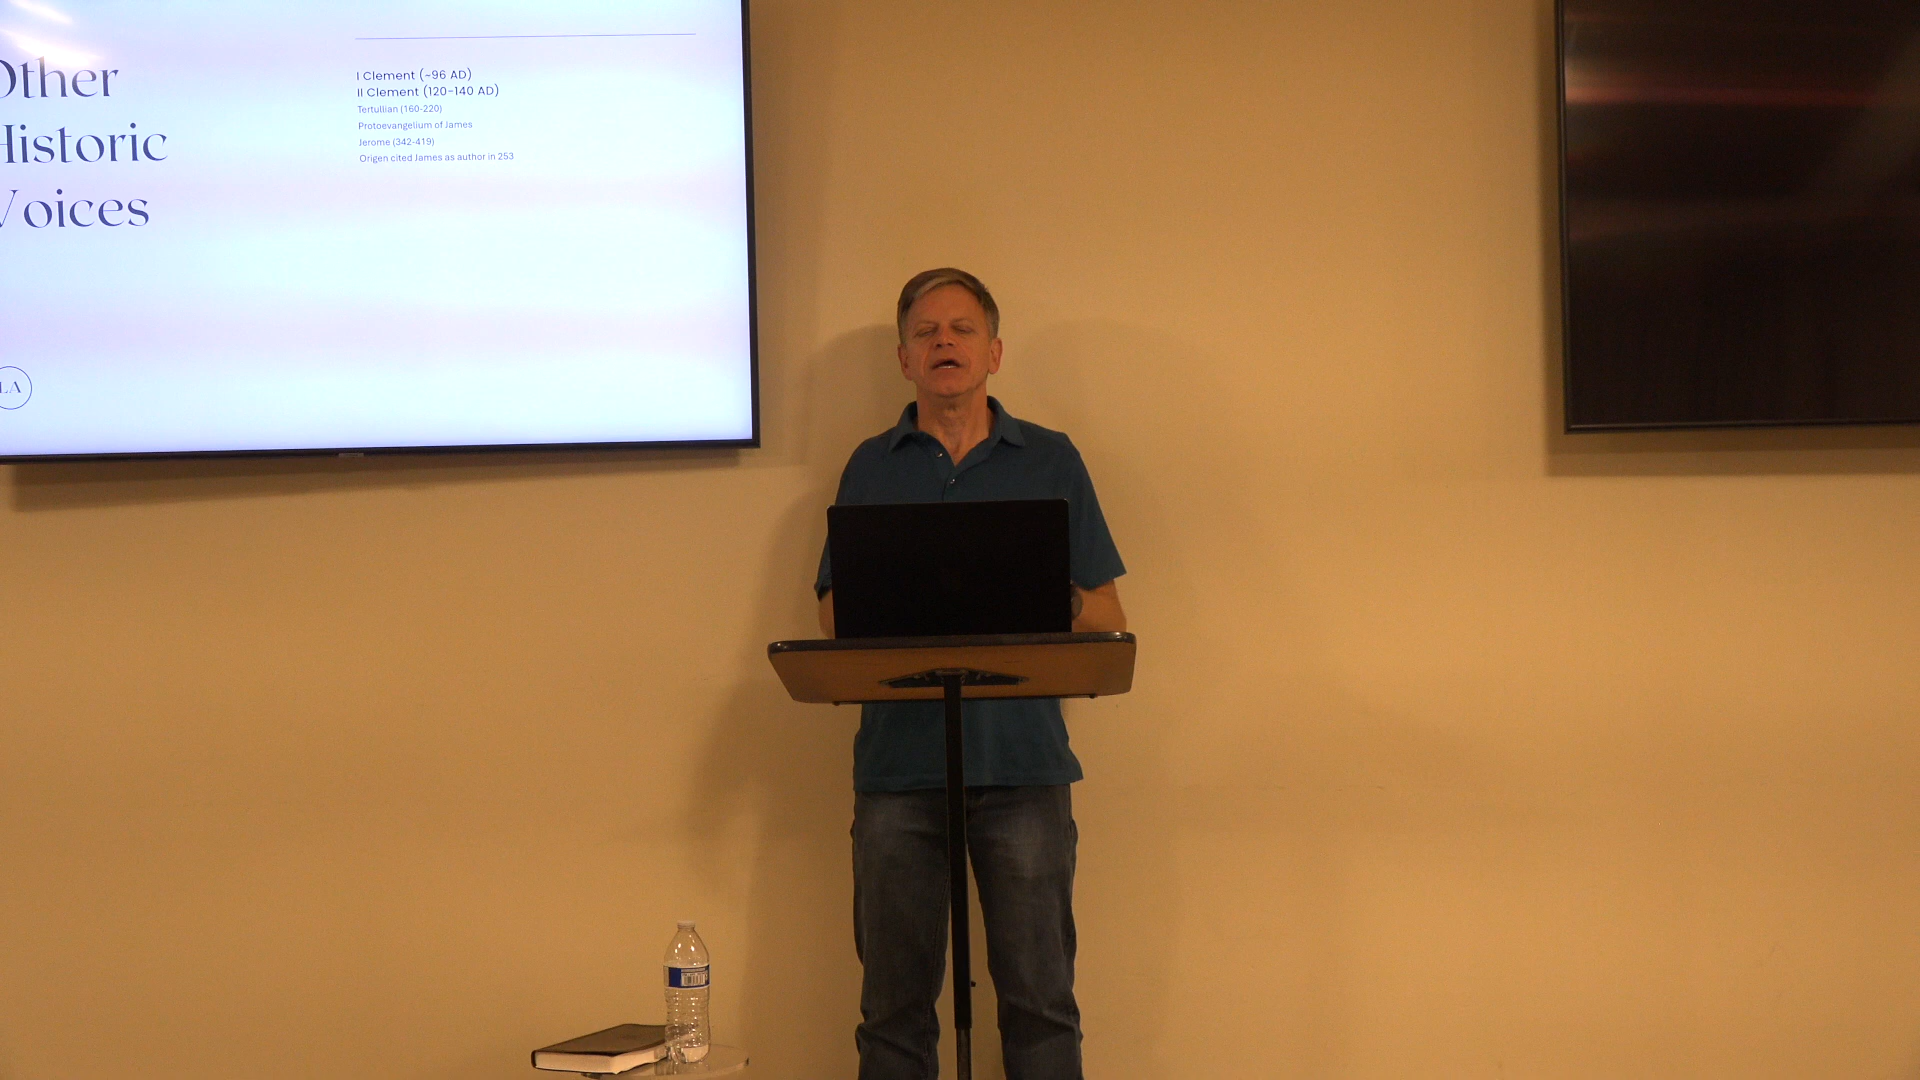 Other
Historic
Voices
I Clement (~96 AD)
II Clement (120-140 AD)
Tertullian (160-220)
Protoevangelium of James
Jerome (342-419)
Origen cited James as author in 253
LA